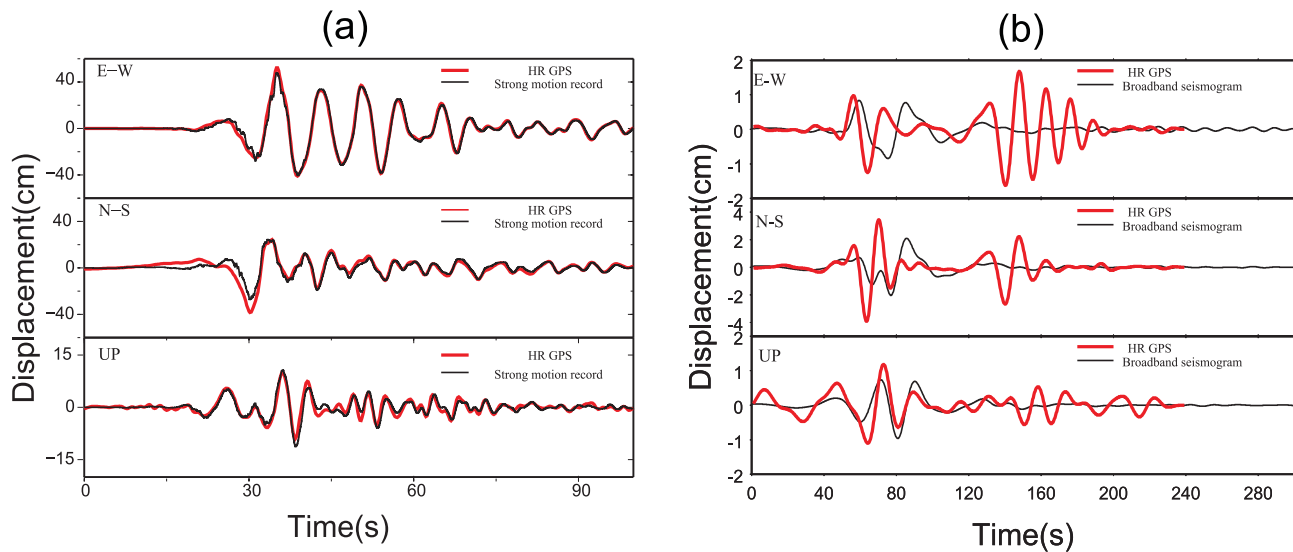 (a)
Displacement(cm)
E–W
HR GPS
Strong motion record
40
0
−40
N–S
HR GPS
Strong motion record
40
0
−40
UP
HR GPS
Strong motion record
15
0
−15
0 30 60 90
Time(s)
(b)
Displacement(cm)
2
E-W
HR GPS
Broadband seismogram
1
0
-1
-2
4
N-S
HR GPS
Broadband seismogram
2
0
-2
-4
2
UP
HR GPS
Broadband seismogram
1
0
-1
-2
0 40 80 120 160 200 240 280
Time(s)